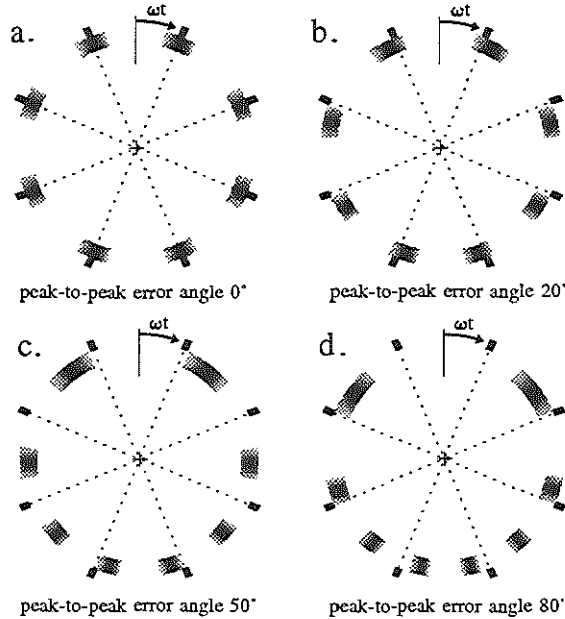 a.
ωt
b.
ωt
peak-to-peak error angle 0°
peak-to-peak error angle 20°
c.
ωt
d.
ωt
peak-to-peak error angle 50°
peak-to-peak error angle 80°